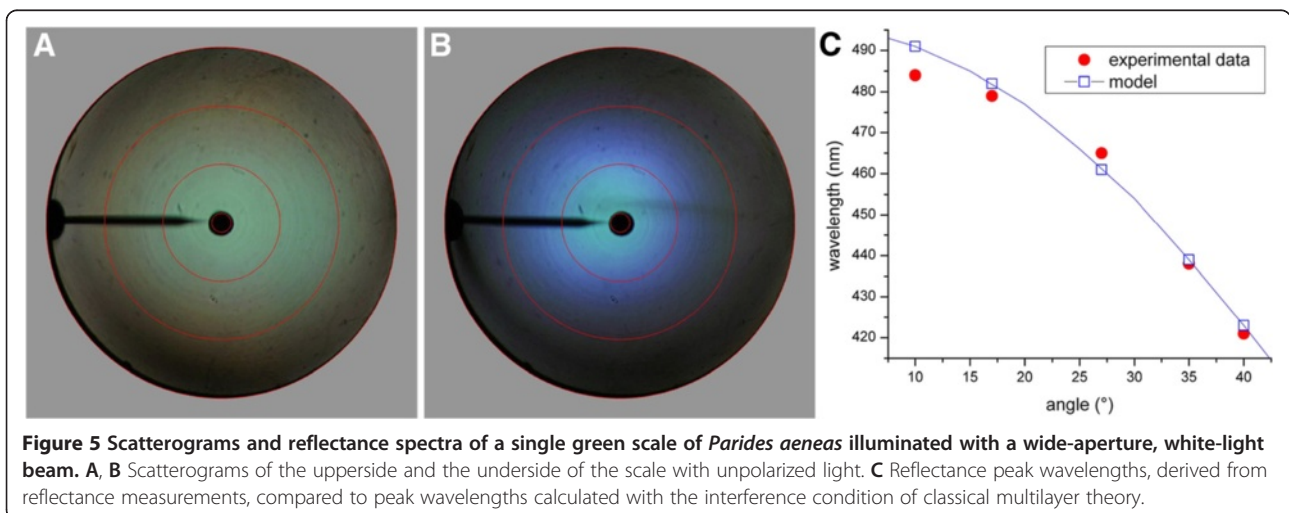 A
B
C
490
480
470
460
450
440
430
420
wavelength (nm)
experimental data
model
10 15 20 25 30 35 40
angle (°)
Figure 5 Scatterograms and reflectance spectra of a single green scale of Parides aeneas illuminated with a wide-aperture, white-light
beam. A, B Scatterograms of the upperside and the underside of the scale with unpolarized light. C Reflectance peak wavelengths, derived from
reflectance measurements, compared to peak wavelengths calculated with the interference condition of classical multilayer theory.